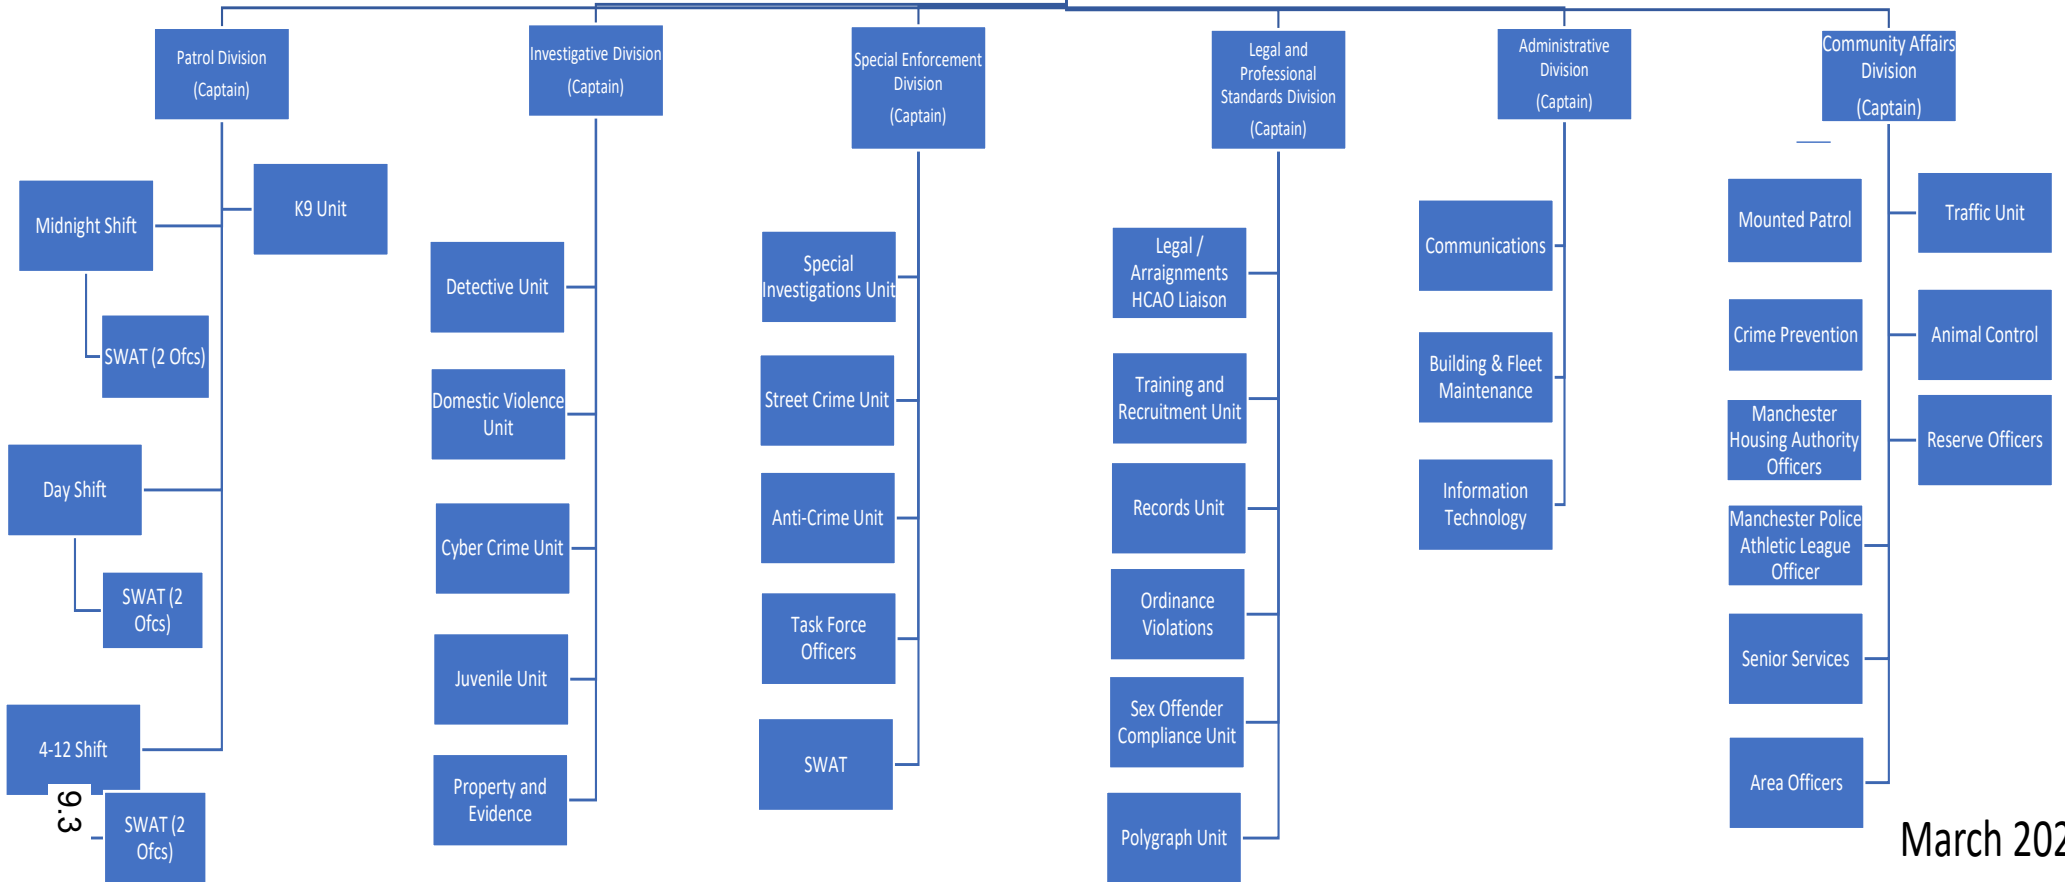 Patrol Division
(Captain)
Investigative Division
(Captain)
Special Enforcement
Division
(Captain)
Legal and
Professional
Standards Division
(Captain)
Administrative
Division
(Captain)
Community Affairs
Division
(Captain)
Midnight Shift
K9 Unit
SWAT (2 Ofcs)
Day Shift
SWAT (2
Ofcs)
4-12 Shift
SWAT (2
Ofcs)
9.3
Detective Unit
Domestic Violence
Unit
Cyber Crime Unit
Juvenile Unit
Property and
Evidence
Special
Investigations Unit
Street Crime Unit
Anti-Crime Unit
Task Force
Officers
SWAT
Legal /
Arraignments
HCAO Liaison
Training and
Recruitment Unit
Records Unit
Ordinance
Violations
Sex Offender
Compliance Unit
Polygraph Unit
Communications
Building & Fleet
Maintenance
Information
Technology
Mounted Patrol
Traffic Unit
Crime Prevention
Animal Control
Manchester
Housing Authority
Officers
Reserve Officers
Manchester Police
Athletic League
Officer
Senior Services
Area Officers
March 202